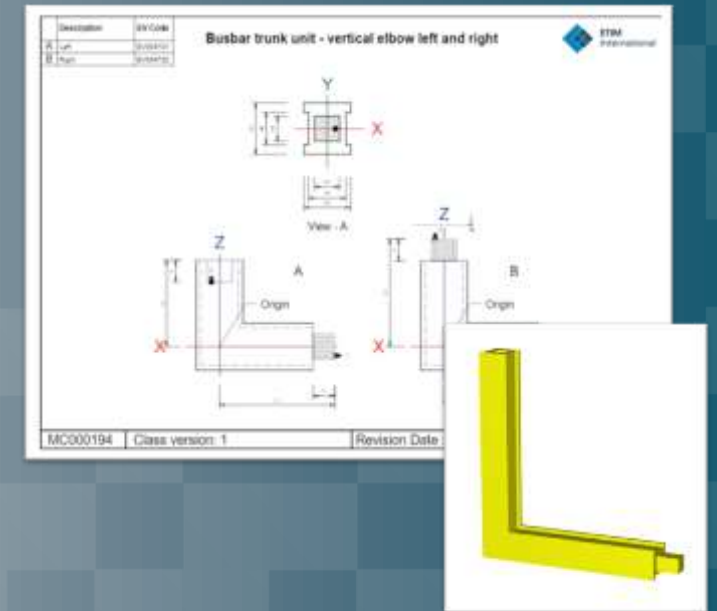 Description EV Code
A Left
B Right
Busbar trunk unit - vertical elbow left and right
ETIM
International
Y
X
View - A
Z
A
Origin
X
Z
B
Origin
X
MC000194 Class version: 1 Revision Date